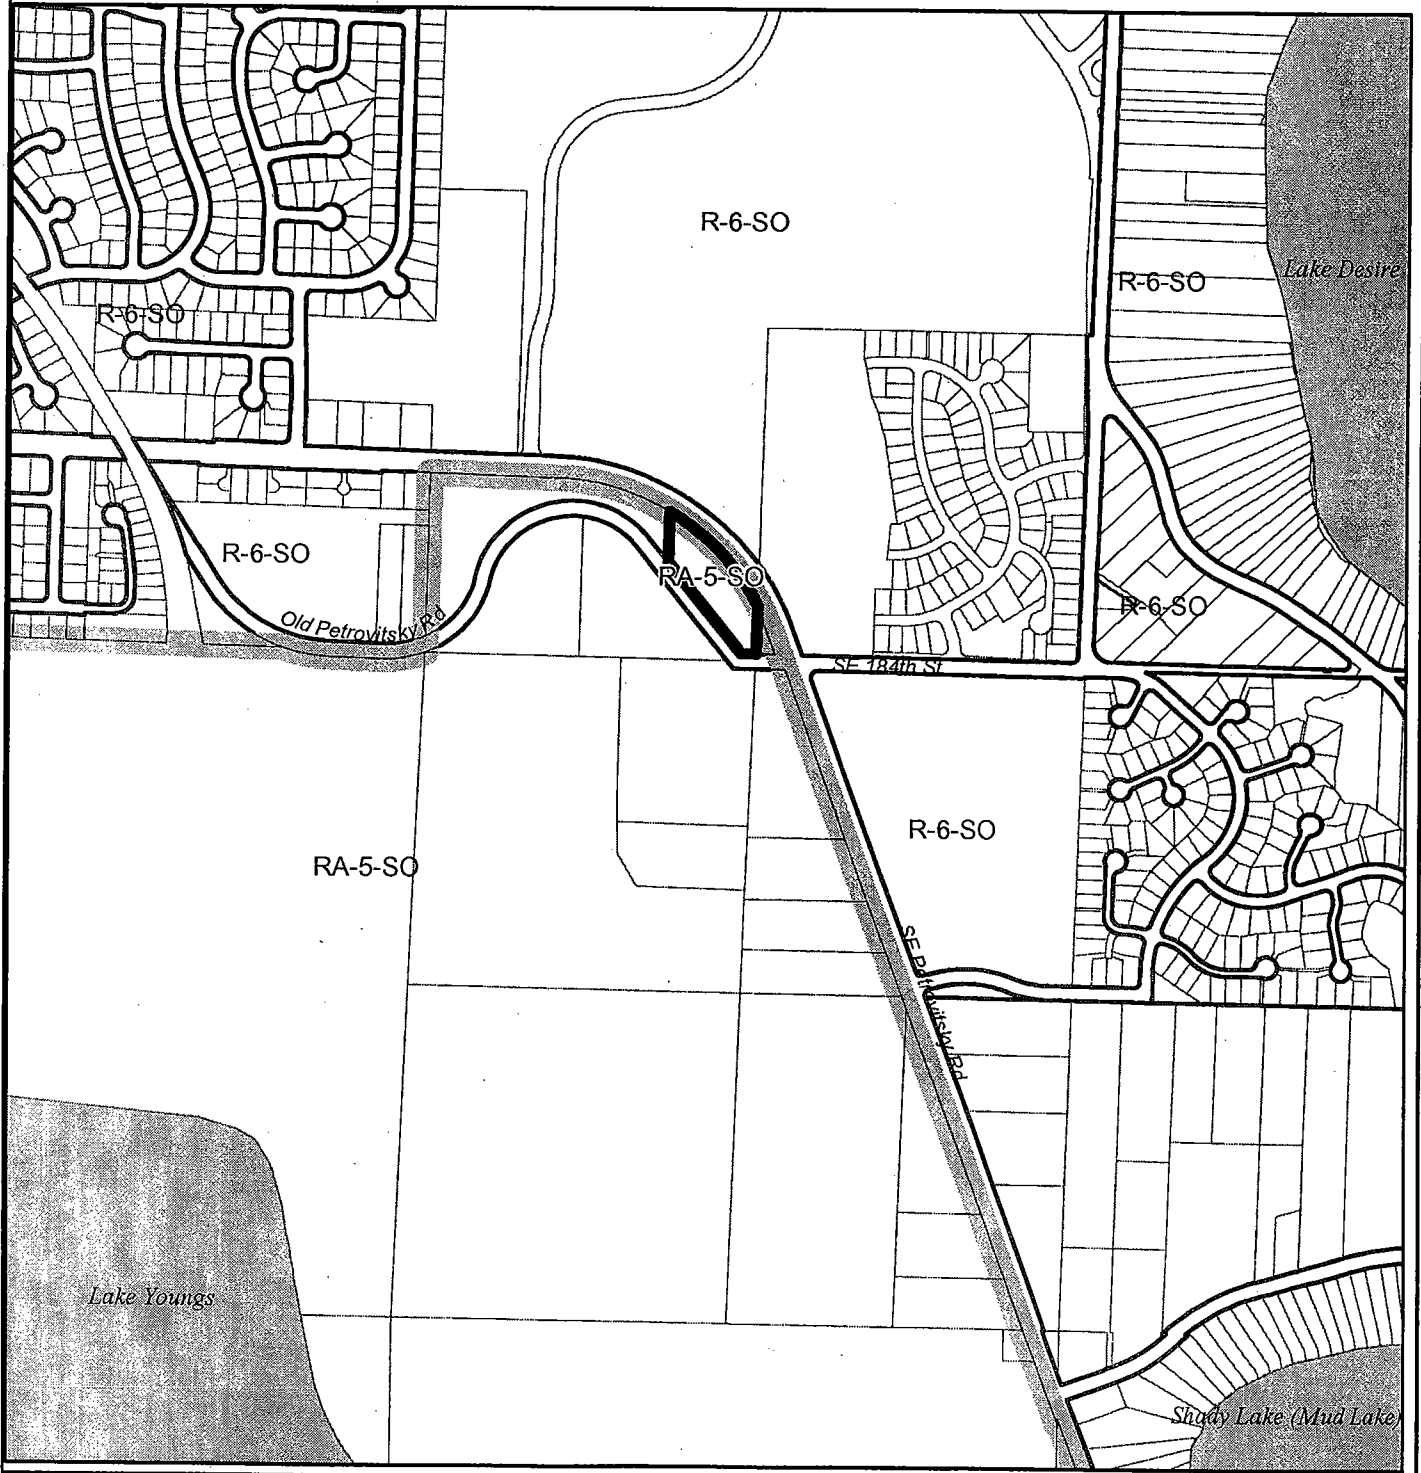 R-6-SO
Lake Desire
R-6-SO
R-6-SO
R-6-SO
RA-5-SO
R-6-SO
Old Petrovitsky Rd
SE 184th St
R-6-SO
RA-5-SO
SE Petrovitsky Rd
Lake Youngs
Shady Lake (Mud Lake)